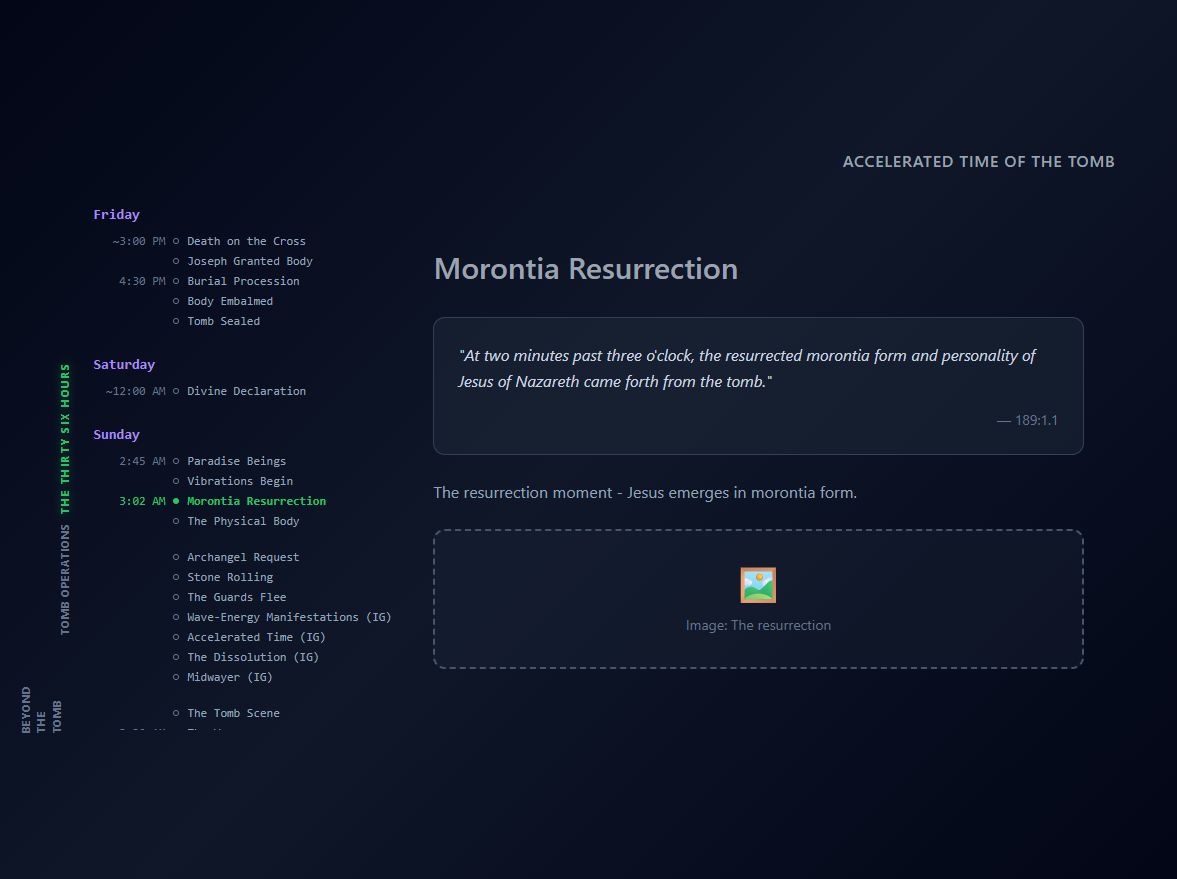 ACCELERATED TIME OF THE TOMB
Friday
~3:00 PM Death on the Cross
Joseph Granted Body
4:30 PM Burial Procession
Body Embalmed
Tomb Sealed
Saturday
~12:00 AM Divine Declaration
Sunday
2:45 AM Paradise Beings
Vibrations Begin
3:02 AM Morontia Resurrection
The Physical Body
Archangel Request
Stone Rolling
The Guards Flee
Wave-Energy Manifestations (IG)
Accelerated Time (IG)
The Dissolution (IG)
Midwayer (IG)
The Tomb Scene
THE THIRTY SIX HOURS
TOMB OPERATIONS
BEYOND
THE
TOMB
Morontia Resurrection
"At two minutes past three o'clock, the resurrected morontia form and personality of
Jesus of Nazareth came forth from the tomb."
— 189:1.1
The resurrection moment - Jesus emerges in morontia form.
Image: The resurrection